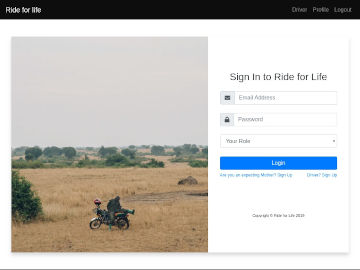 Ride for life
Driver Profile Logout
Sign In to Ride for Life
Email Address
Password
Your Role
Login
Are you an expecting Mother? Sign Up
Driver? Sign Up
Copyright © Ride for Life 2019